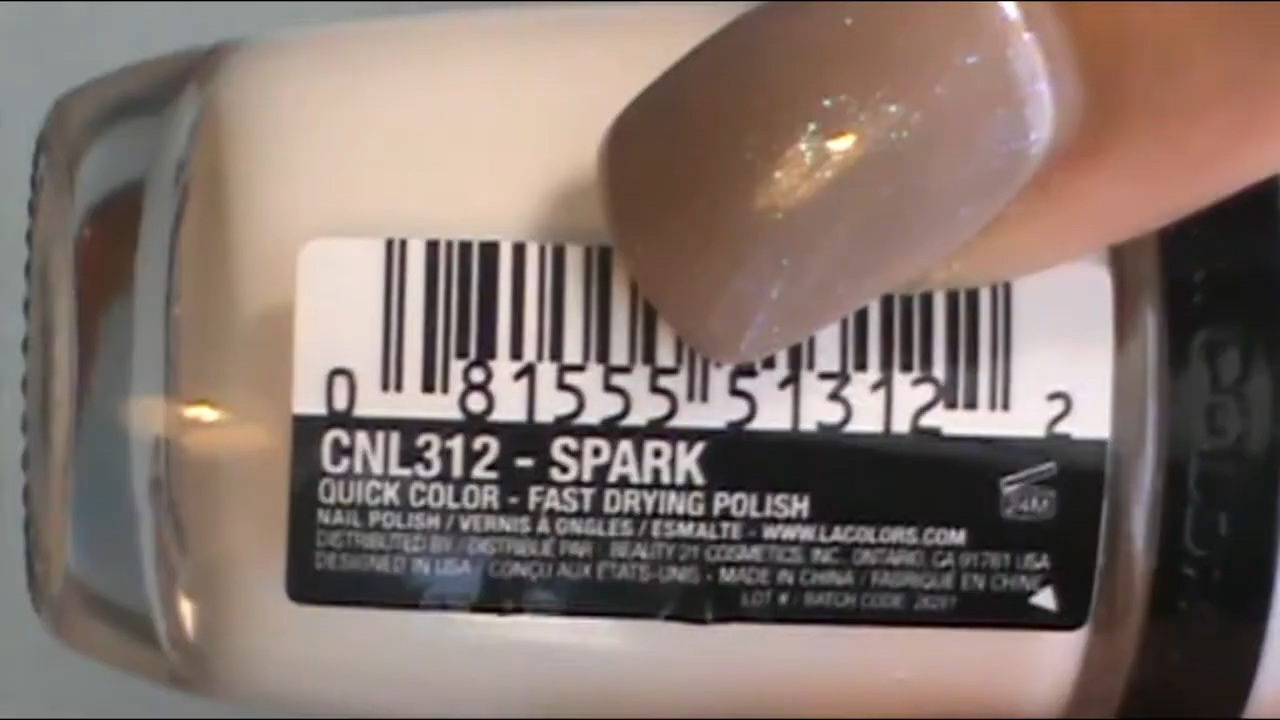 0 81555 51312 2
CNL312 - SPARK
QUICK COLOR - FAST DRYING POLISH
24M
NAIL POLISH / VERNIS À ONGLES / ESMALTE - WWW.LACOLORS.COM
DISTRIBUTED BY / DISTRIBUÉ PAR : BEAUTY 21 COSMETICS, INC. ONTARIO, CA 91761 USA
DESIGNED IN USA / CONÇU AUX ETATS-UNIS - MADE IN CHINA / FABRIQUÉ EN CHINE
LOT # / BATCH CODE: